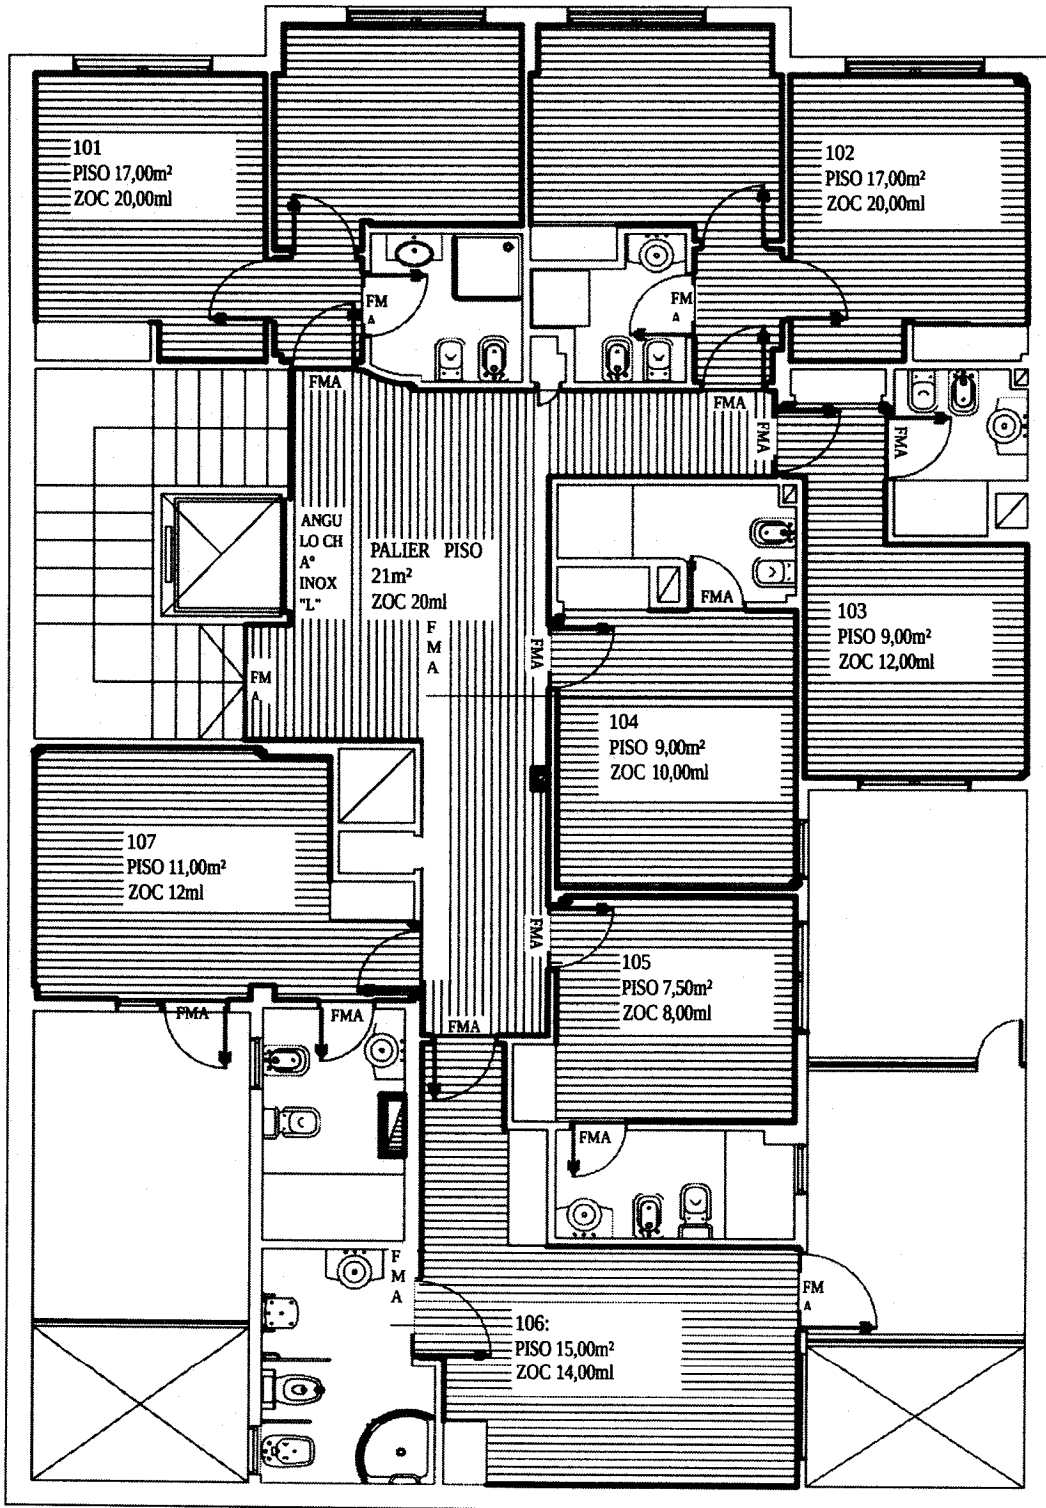 101
PISO 17,00m²
ZOC 20,00ml
102
PISO 17,00m²
ZOC 20,00ml
FM
A
FM
A
FMA
FMA
FMA
FMA
ANGU
LO CH
Aº
INOX
"L"
PALIER PISO
21m²
ZOC 20ml
FMA
103
PISO 9,00m²
ZOC 12,00ml
F
M
A
FMA
FM
A
104
PISO 9,00m²
ZOC 10,00ml
107
PISO 11,00m²
ZOC 12ml
FMA
105
PISO 7,50m²
ZOC 8,00ml
FMA
FMA
FMA
FMA
F
M
A
FM
A
106:
PISO 15,00m²
ZOC 14,00ml